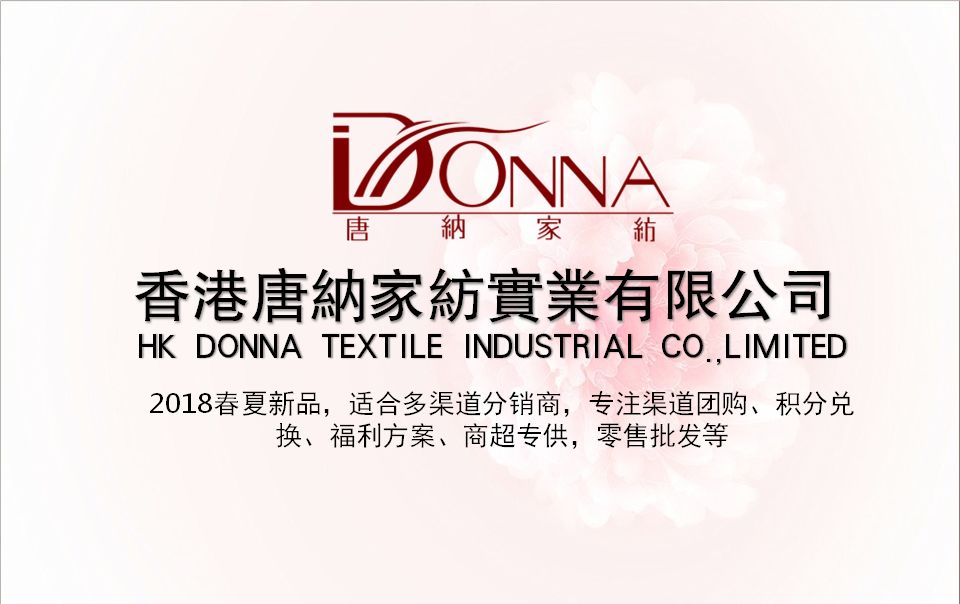 DONNA
唐納家紡
香港唐納家紡實業有限公司
HK DONNA TEXTILE INDUSTRIAL CO.,LIMITED
2018春夏新品，适合多渠道分销商，专注渠道团购、积分兑
换、福利方案、商超专供，零售批发等